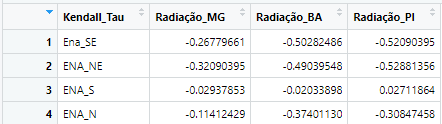 Kendall_Tau Radiação_MG Radiação_BA Radiação_PI
1 Ena_SE -0.26779661 -0.50282486 -0.52090395
2 ENA_NE -0.32090395 -0.49039548 -0.52881356
3 ENA_S -0.02937853 -0.02033898 0.02711864
4 ENA_N -0.11412429 -0.37401130 -0.30847458